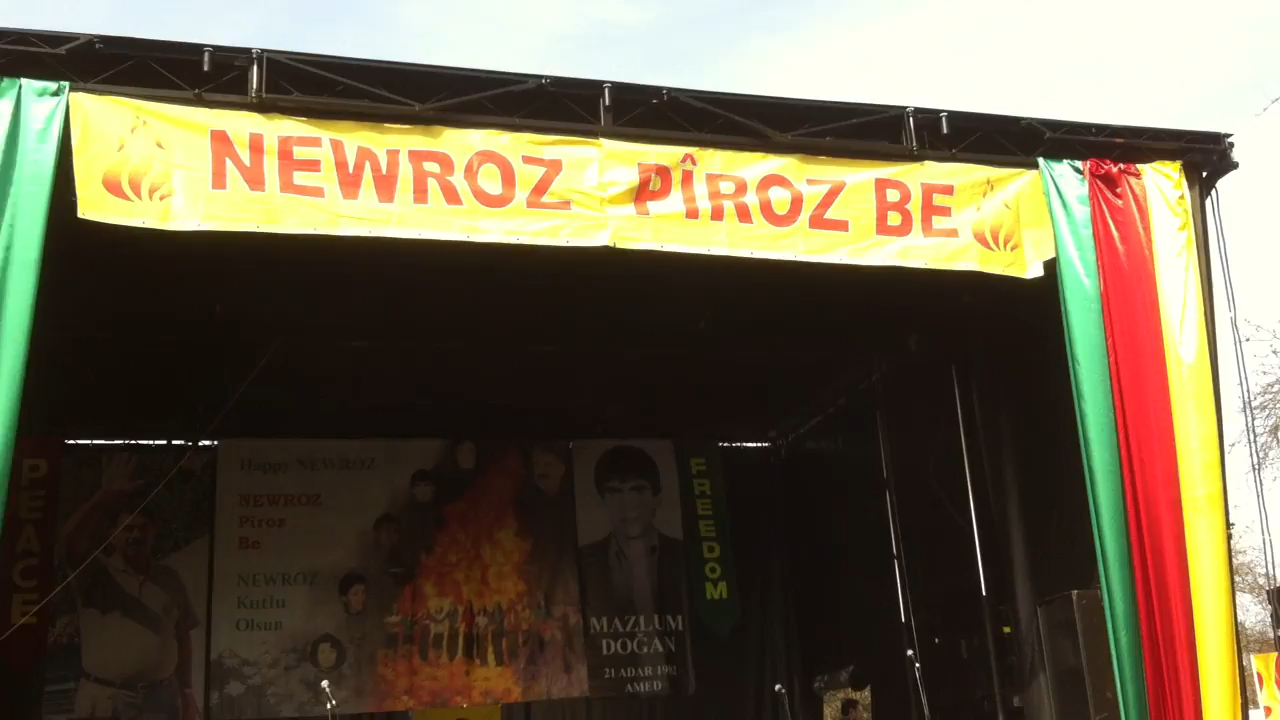 NEWROZ PÎROZ BE
PEACE
Happy NEWROZ
NEWROZ
Pîroz
Be
NEWROZ
Kutlu
Olsun
MAZLUM
DOĞAN
21 ADAR 1982
AMED
FREEDOM